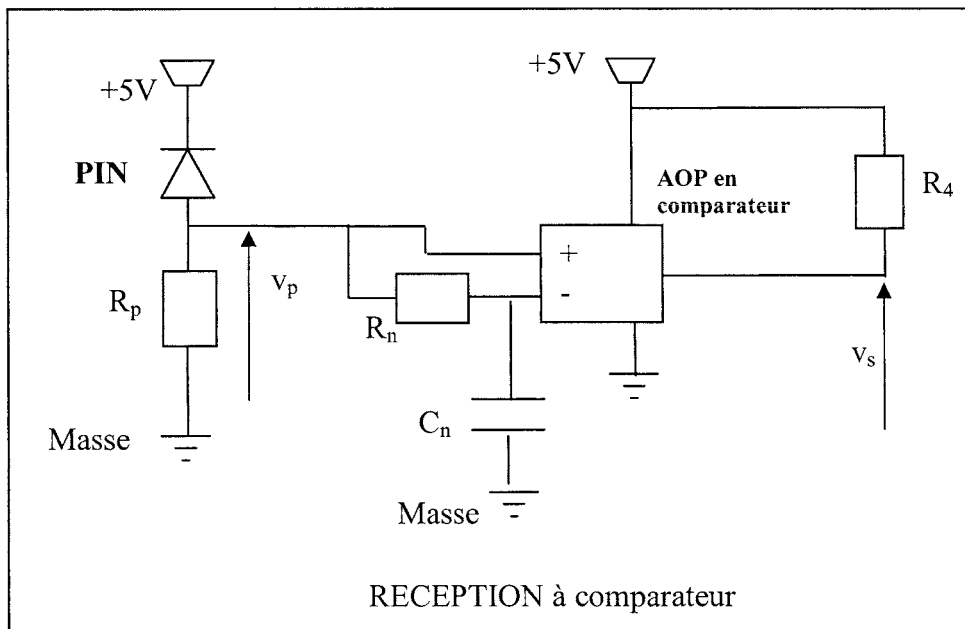 +5V
+5V
PIN
AOP en
comparateur
R4
+
-
vp
Rp
Rn
vs
Cn
Masse
Masse
RECEPTION à comparateur